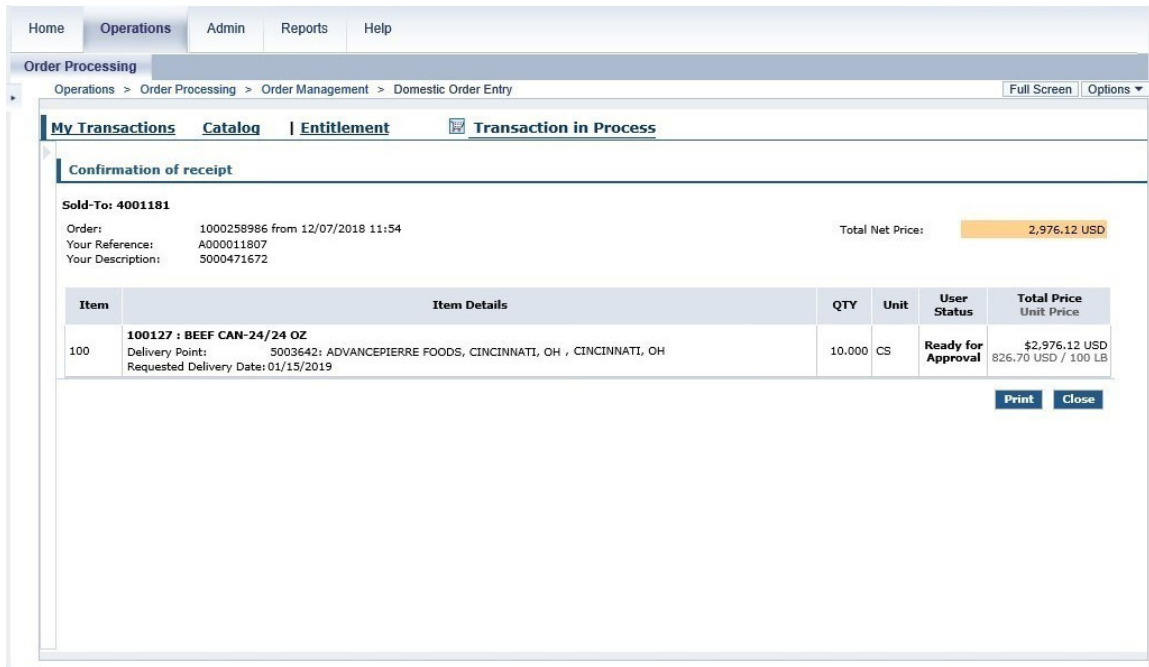 Home Operations Admin Reports Help
Order Processing
Operations > Order Processing > Order Management > Domestic Order Entry Full Screen Options
My Transactions Catalog | Entitlement Transaction in Process
Confirmation of receipt
Sold-To: 4001181
Order: 1000258986 from 12/07/2018 11:54 Total Net Price: 2,976.12 USD
Your Reference: A000011807
Your Description: 5000471672
Item Item Details QTY Unit User Status Total Price Unit Price
100127 : BEEF CAN-24/24 OZ
100 Delivery Point: 5003642: ADVANCEPIERRE FOODS, CINCINNATI, OH , CINCINNATI, OH 10.000 CS Ready for Approval $2,976.12 USD 826.70 USD / 100 LB
Requested Delivery Date: 01/15/2019
Print Close